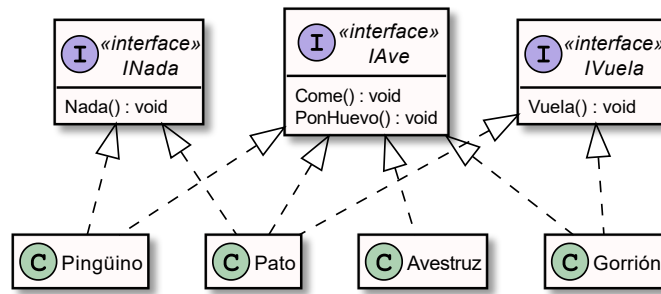 I «interface»
INada
Nada() : void
I «interface»
IAve
Come() : void
PonHuevo() : void
I «interface»
IVuela
Vuela() : void
C Pingüino
C Pato
C Avestruz
C Gorrión